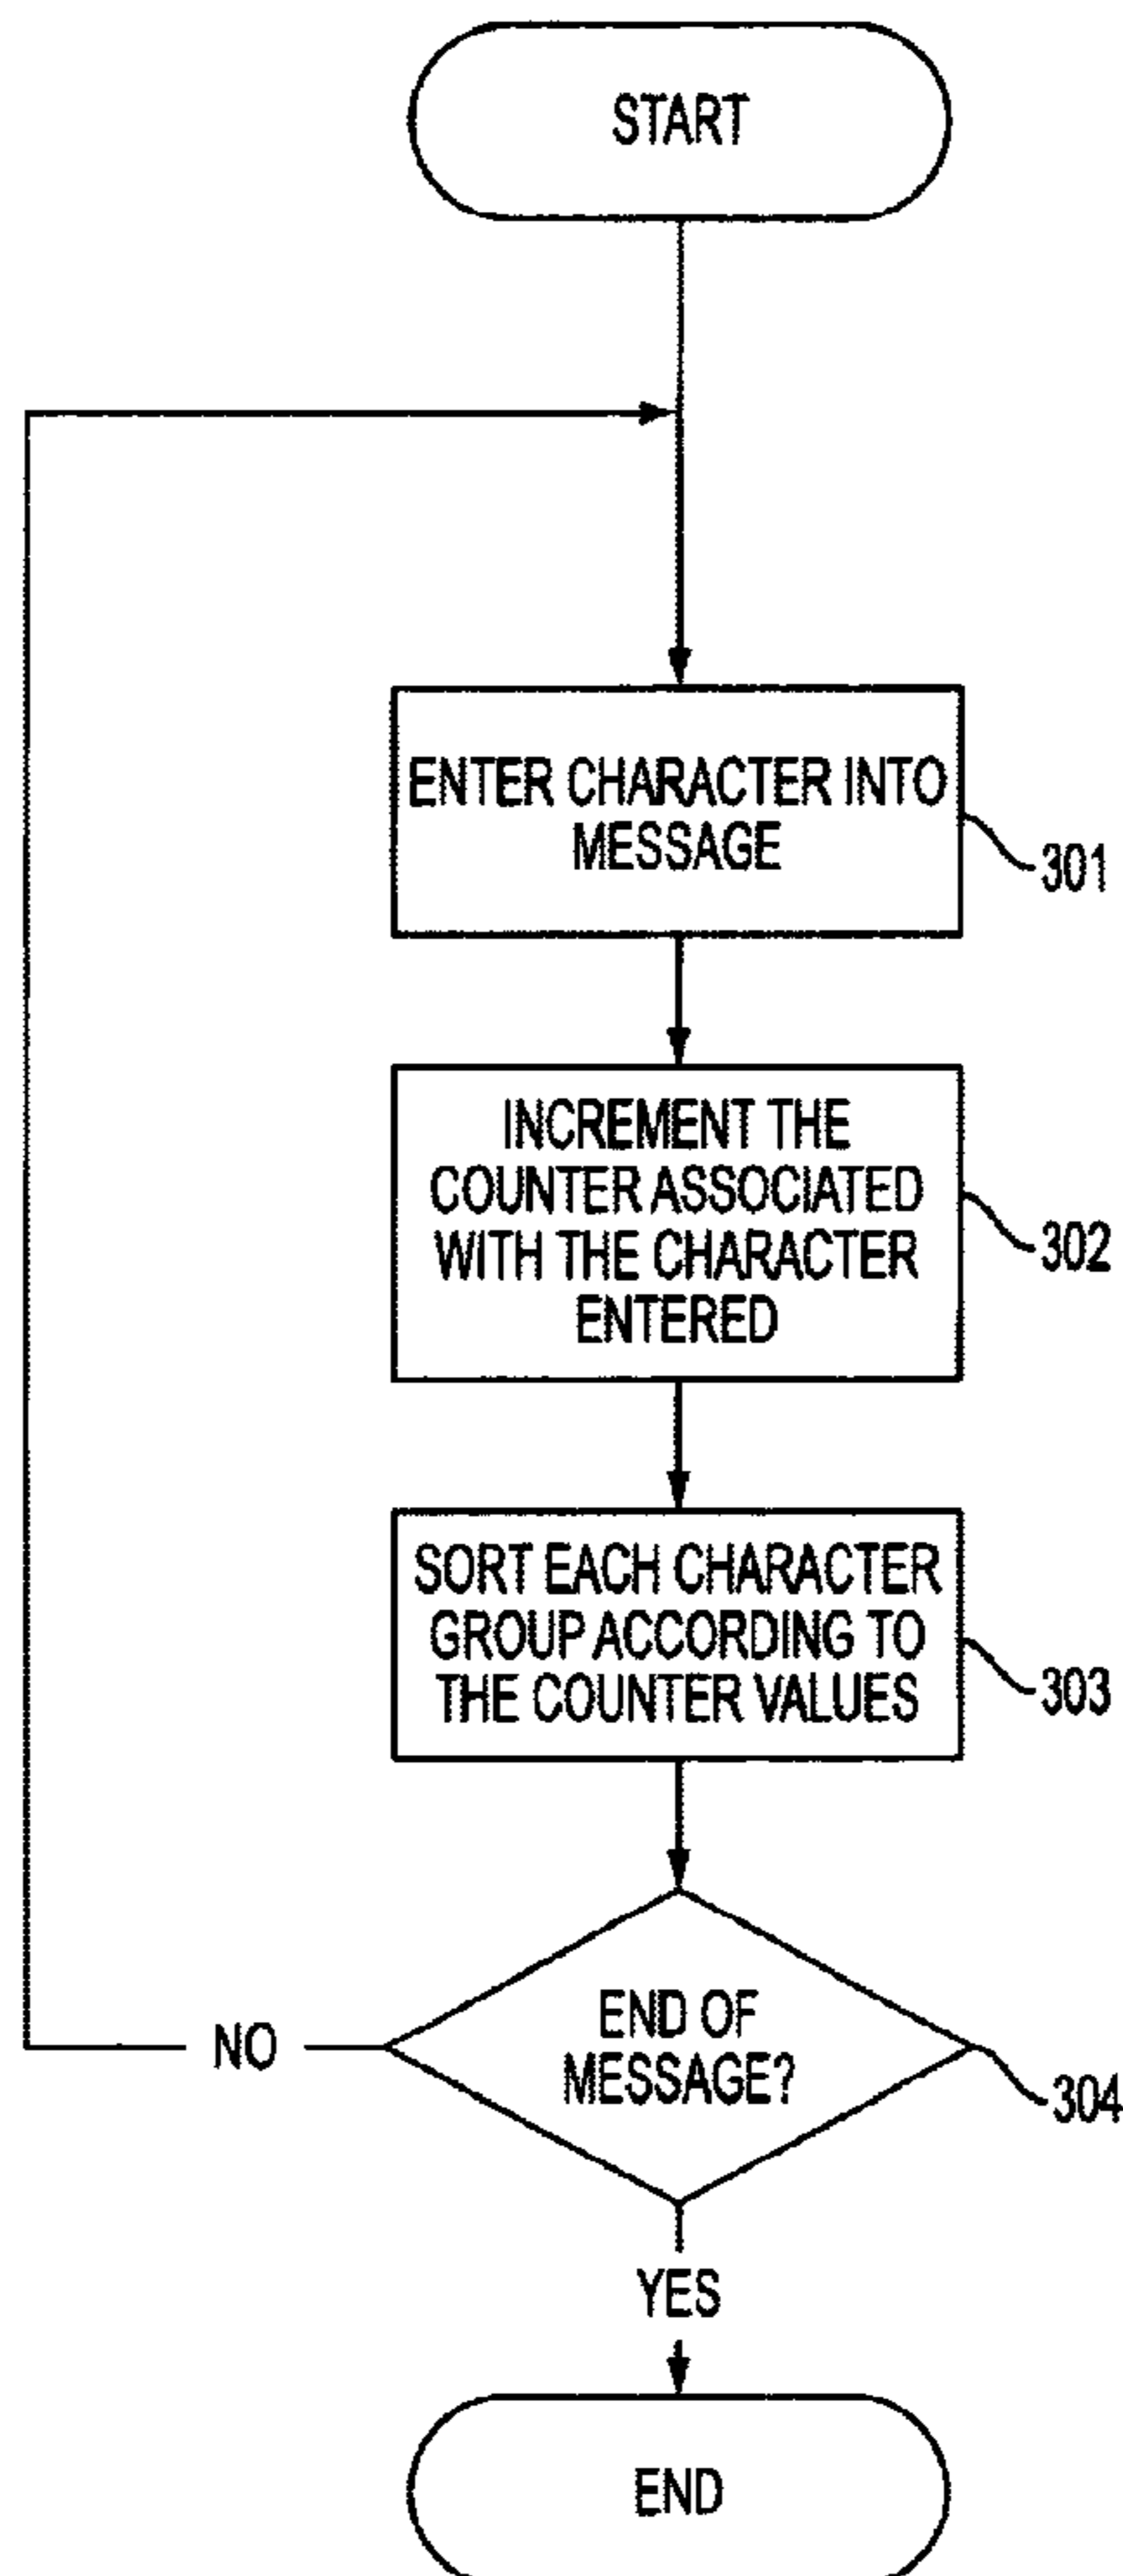 START
ENTER CHARACTER INTO
MESSAGE
301
INCREMENT THE
COUNTER ASSOCIATED
WITH THE CHARACTER
ENTERED
302
SORT EACH CHARACTER
GROUP ACCORDING TO
THE COUNTER VALUES
303
END OF
MESSAGE?
304
NO
YES
END